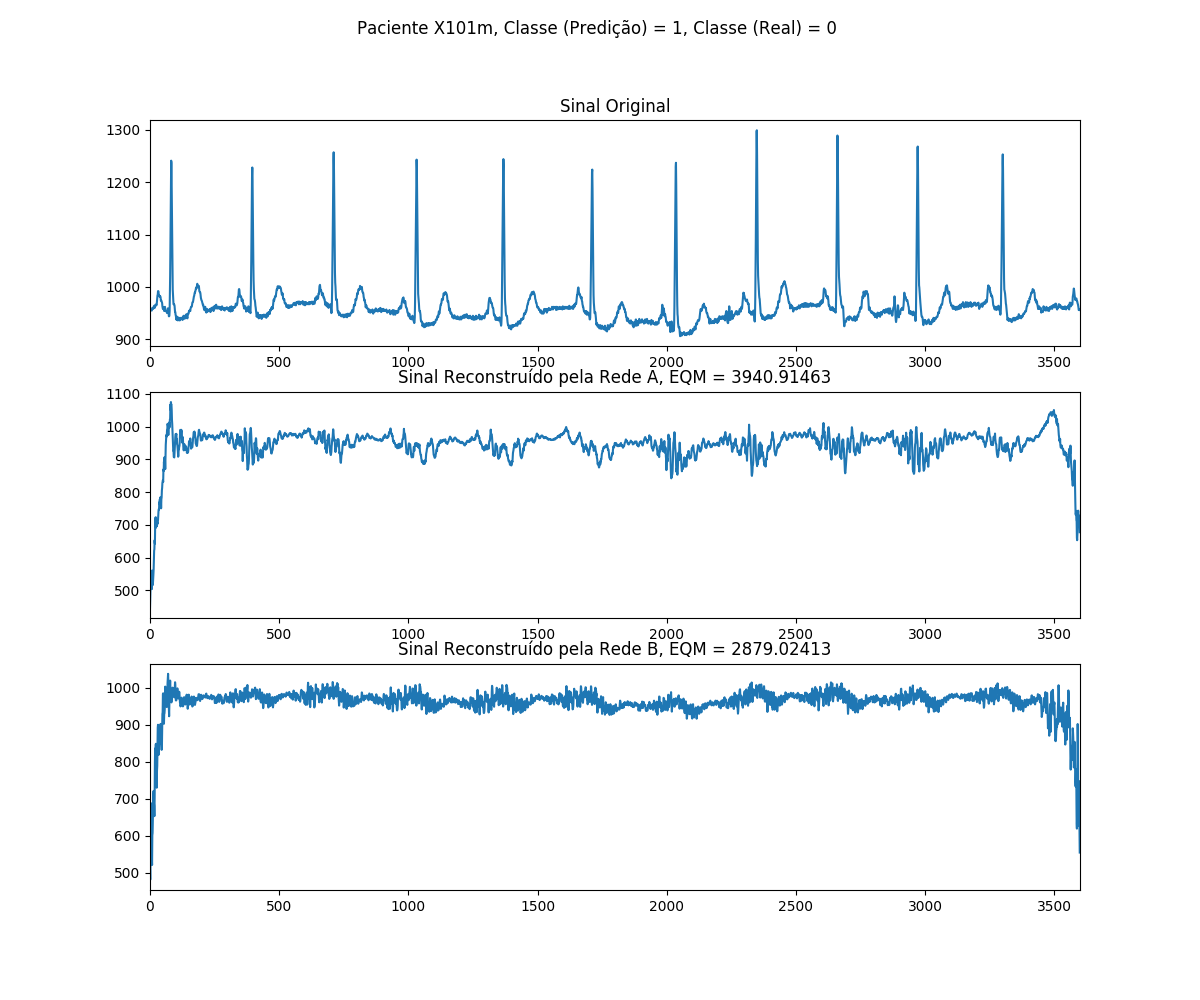 Paciente X101m, Classe (Predição) = 1, Classe (Real) = 0
Sinal Original
1300
1200
1100
1000
900
0 500 1000 1500 2000 2500 3000 3500
Sinal Reconstruído pela Rede A, EQM = 3940.91463
1100
1000
900
800
700
600
500
0 500 1000 1500 2000 2500 3000 3500
Sinal Reconstruído pela Rede B, EQM = 2879.02413
1000
900
800
700
600
500
0 500 1000 1500 2000 2500 3000 3500